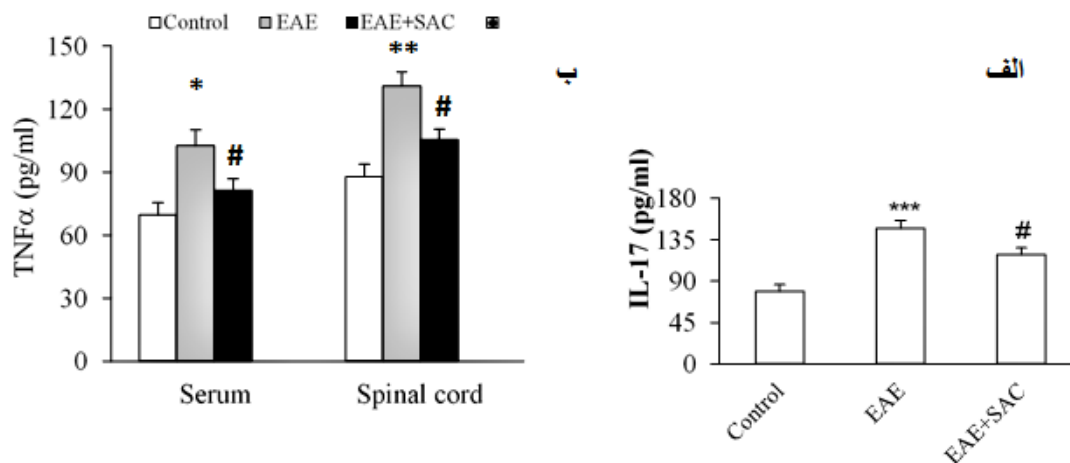 Control EAE EAE+SAC
150
120
90
60
30
0
TNFα (pg/ml)
* # ** #
Serum Spinal cord
ب
الف
180
135
90
45
0
IL-17 (pg/ml)
*** #
Control EAE EAE+SAC